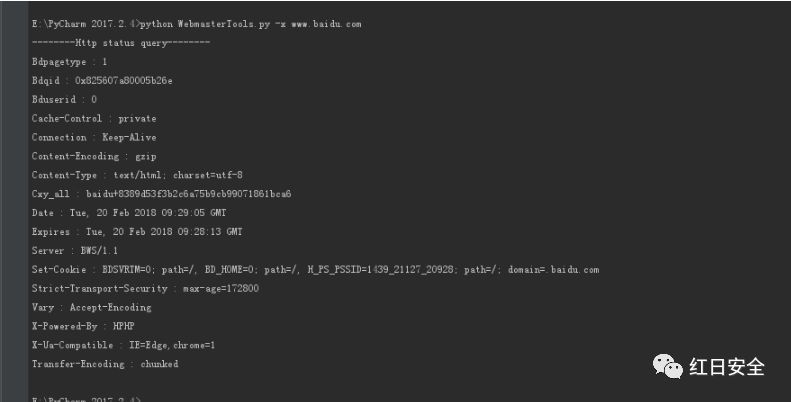 E:\PyCharm 2017.2.4>python WebmasterTools.py -x www.baidu.com
--------Http status query--------
Bdpagetype : 1
Bdqid : 0x825607a80005b26e
Bduserid : 0
Cache-Control : private
Connection : Keep-Alive
Content-Encoding : gzip
Content-Type : text/html; charset=utf-8
Cxy_all : baidu+8389d53f3b2c6a75b9cb99071861bca6
Date : Tue, 20 Feb 2018 09:29:05 GMT
Expires : Tue, 20 Feb 2018 09:28:13 GMT
Server : BWS/1.1
Set-Cookie : BDSVRTM=0; path=/, BD_HOME=0; path=/, H_PS_PSSID=1439_21127_20928; path=/; domain=.baidu.com
Strict-Transport-Security : max-age=172800
Vary : Accept-Encoding
X-Powered-By : HPHP
X-Ua-Compatible : IE=Edge,chrome=1
Transfer-Encoding : chunked
红日安全
E:\PyCharm 2017.2.4>